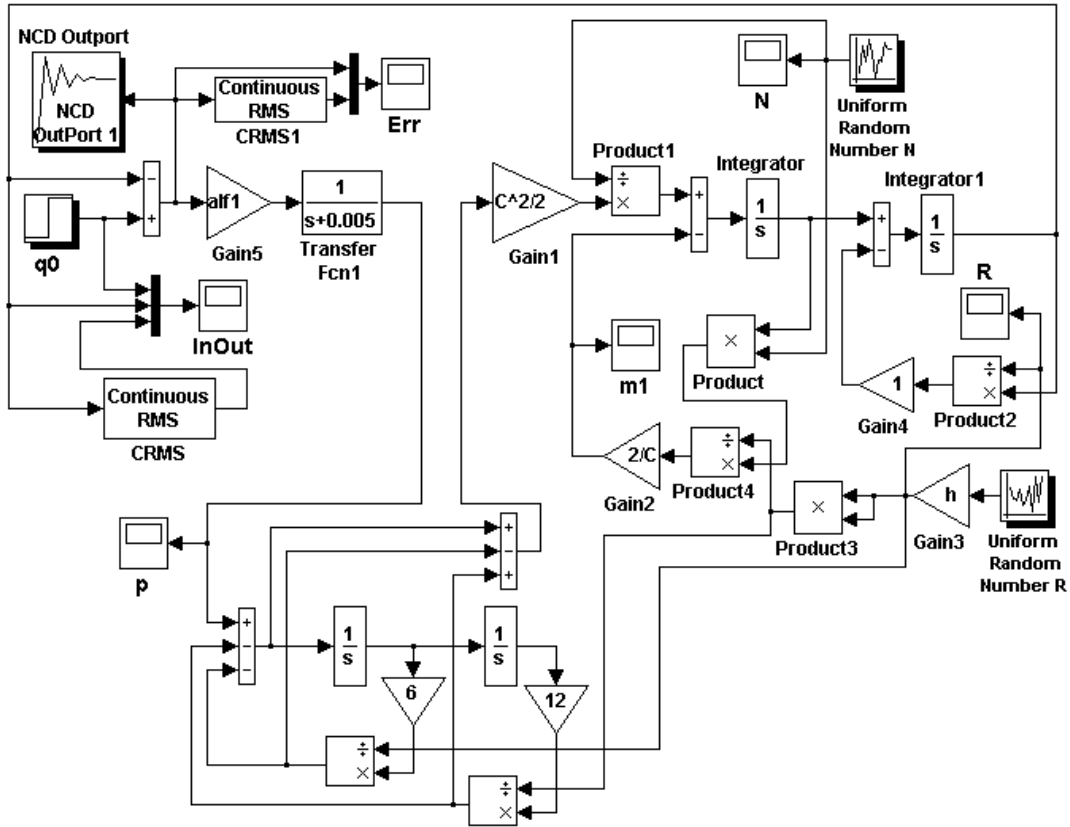 NCD Outport
NCD
OutPort 1
Continuous
RMS
CRMS1
Err
N
Uniform
Random
Number N
Product1
÷
×
Integrator
1
s
Integrator1
1
s
−
+
q0
alf1
Gain5
1
s+0.005
Transfer
Fcn1
C^2/2
Gain1
+
−
+
−
R
InOut
m1
×
Product
1
Gain4
÷
×
Product2
Continuous
RMS
CRMS
2/C
Gain2
÷
×
Product4
×
Product3
h
Gain3
Uniform
Random
Number R
p
+
−
+
+
−
−
1
s
1
s
6
12
÷
×
÷
×